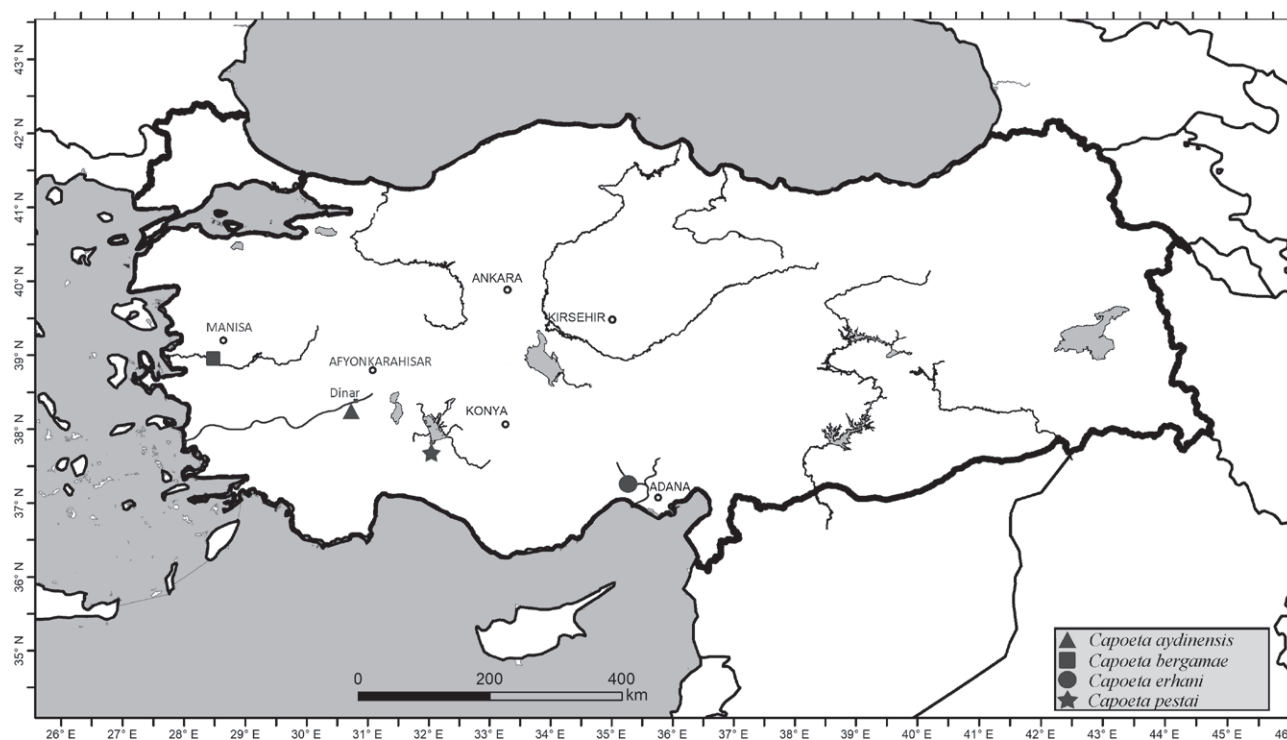 43° N
42° N
41° N
40° N
39° N
38° N
37° N
36° N
35° N
ANKARA
KIRSEHIR
MANISA
AFYONKARAHISAR
Dinar
KONYA
ADANA
0 200 400
km
Capoeta aydinensis
Capoeta bergamae
Capoeta erhani
Capoeta pestai
26° E 27° E 28° E 29° E 30° E 31° E 32° E 33° E 34° E 35° E 36° E 37° E 38° E 39° E 40° E 41° E 42° E 43° E 44° E 45° E